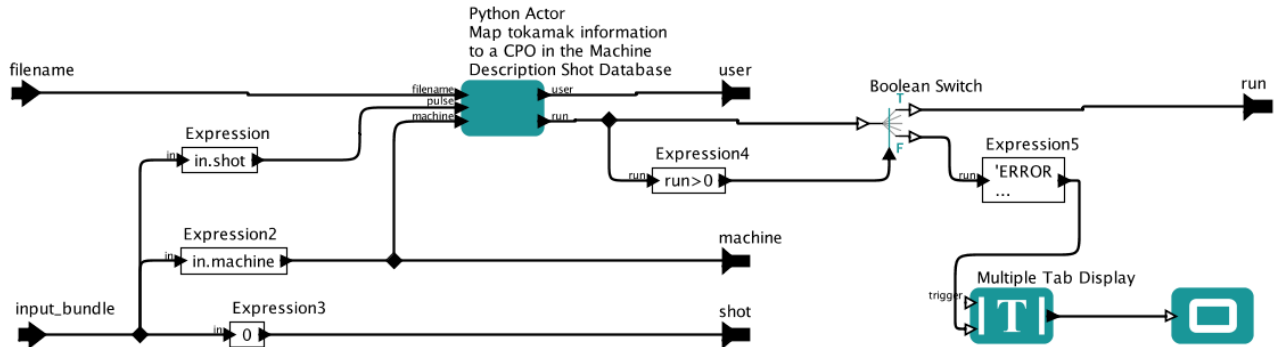 Python Actor
Map tokamak information
to a CPO in the Machine
Description Shot Database
filename
filename
pulse
machine
user
run
user
Boolean Switch
T
F
run
Expression
in
in.shot
Expression4
run
run>0
Expression5
run
'ERROR
...
Expression2
in
in.machine
machine
input_bundle
Expression3
in
0
shot
Multiple Tab Display
trigger
T